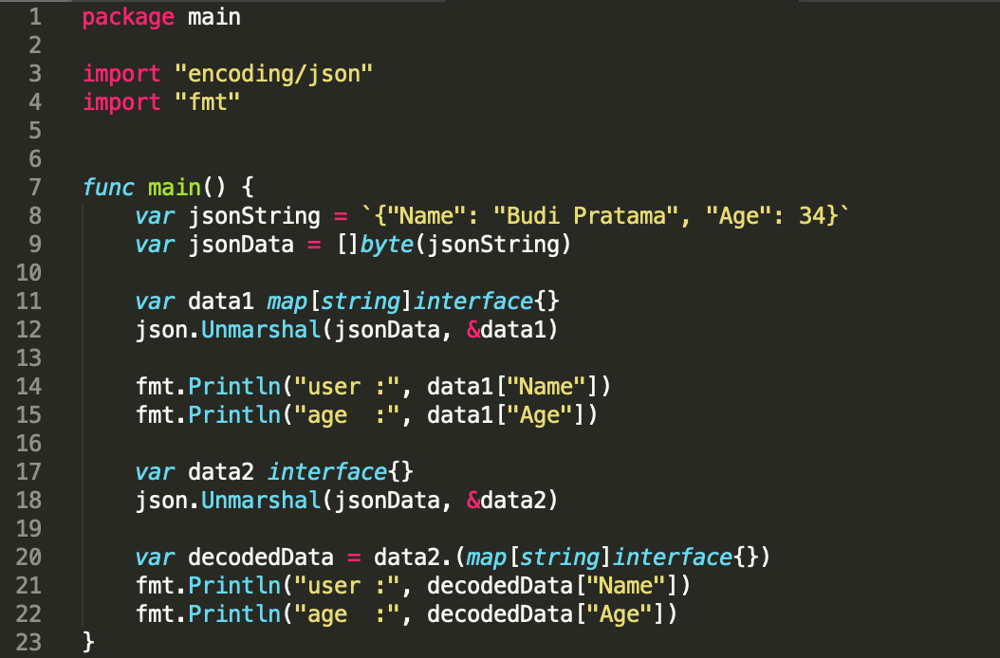 1 package main
2
3 import "encoding/json"
4 import "fmt"
5
6
7 func main() {
8     var jsonString = `{"Name": "Budi Pratama", "Age": 34}`
9     var jsonData = []byte(jsonString)
10
11     var data1 map[string]interface{}
12     json.Unmarshal(jsonData, &data1)
13
14     fmt.Println("user :", data1["Name"])
15     fmt.Println("age  :", data1["Age"])
16
17     var data2 interface{}
18     json.Unmarshal(jsonData, &data2)
19
20     var decodedData = data2.(map[string]interface{})
21     fmt.Println("user :", decodedData["Name"])
22     fmt.Println("age  :", decodedData["Age"])
23 }